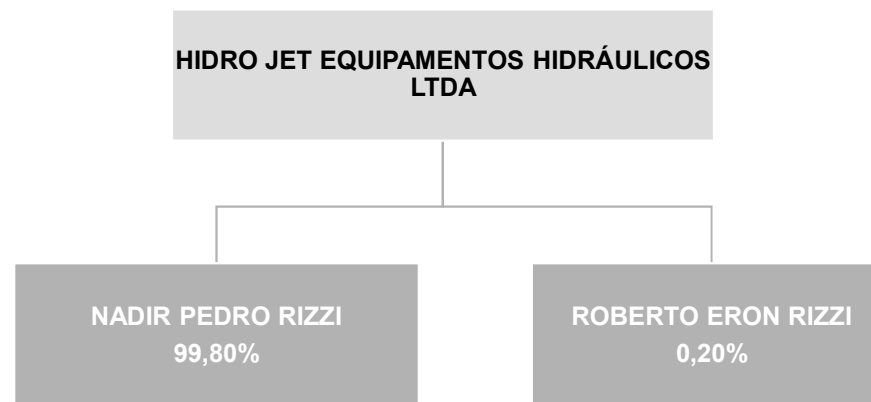 HIDRO JET EQUIPAMENTOS HIDRÁULICOS
LTDA
NADIR PEDRO RIZZI
99,80%
ROBERTO ERON RIZZI
0,20%